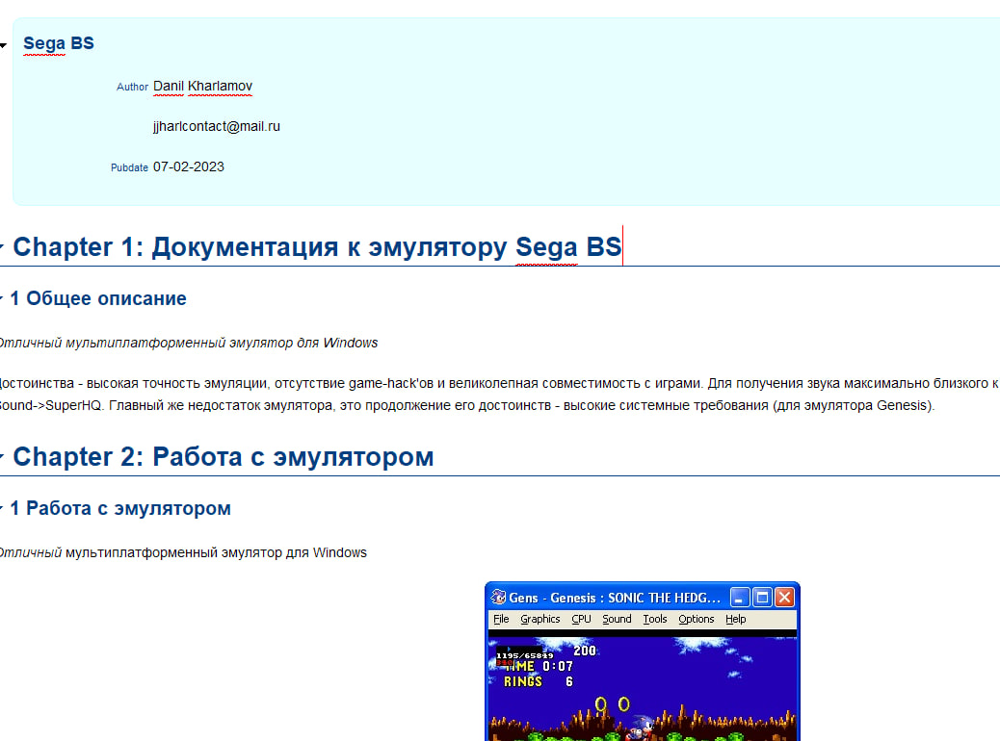 Sega BS
Author Danil Kharlamov
jjharlcontact@mail.ru
Pubdate 07-02-2023
Chapter 1: Документация к эмулятору Sega BS
1 Общее описание
Отличный мультиплатформенный эмулятор для Windows
Достоинства - высокая точность эмуляции, отсутствие game-hack'ов и великолепная совместимость с играми. Для получения звука максимально близкого к
Sound->SuperHQ. Главный же недостаток эмулятора, это продолжение его достоинств - высокие системные требования (для эмулятора Genesis).
Chapter 2: Работа с эмулятором
1 Работа с эмулятором
Отличный мультиплатформенный эмулятор для Windows
Gens - Genesis : SONIC THE HEDG...
File Graphics CPU Sound Tools Options Help
200
1195/65849
TIME 0:07
RINGS 6